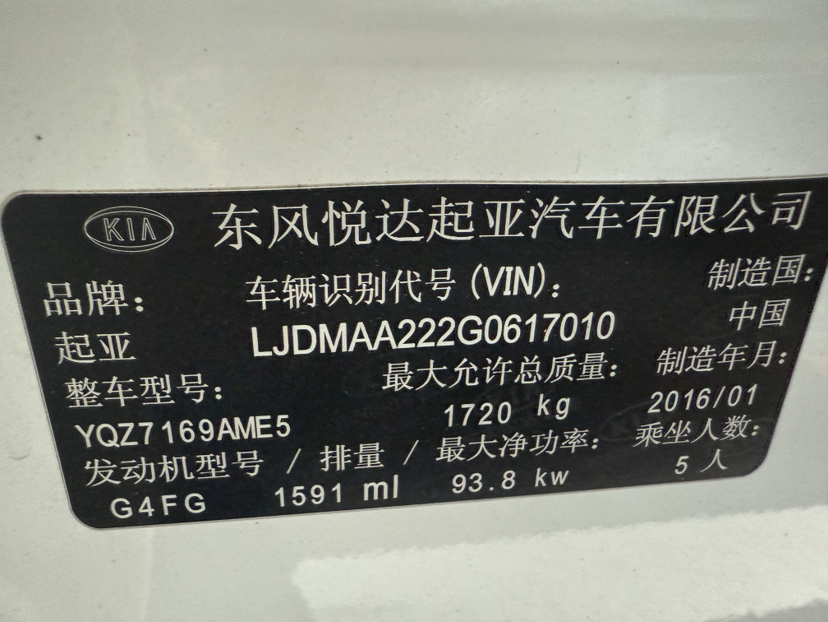 KIA 东风悦达起亚汽车有限公司
品牌： 车辆识别代号(VIN)： 制造国：
起亚 LJDMAA222G0617010 中国
整车型号： 最大允许总质量： 制造年月：
YQZ7169AME5 1720 kg 2016/01
发动机型号 / 排量 / 最大净功率： 乘坐人数：
G4FG 1591 ml 93.8 kw 5 人